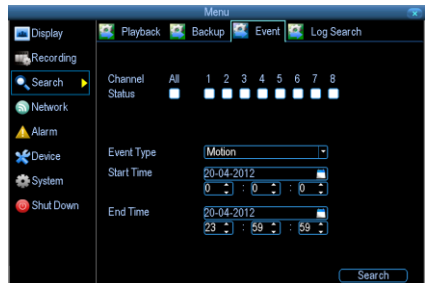 Menu
Display
Recording
Search
Network
Alarm
Device
System
Shut Down
Playback Backup Event Log Search
Channel All 1 2 3 4 5 6 7 8
Status
Event Type Motion
Start Time 20-04-2012
0 : 0 : 0
End Time 20-04-2012
23 : 59 : 59
Search